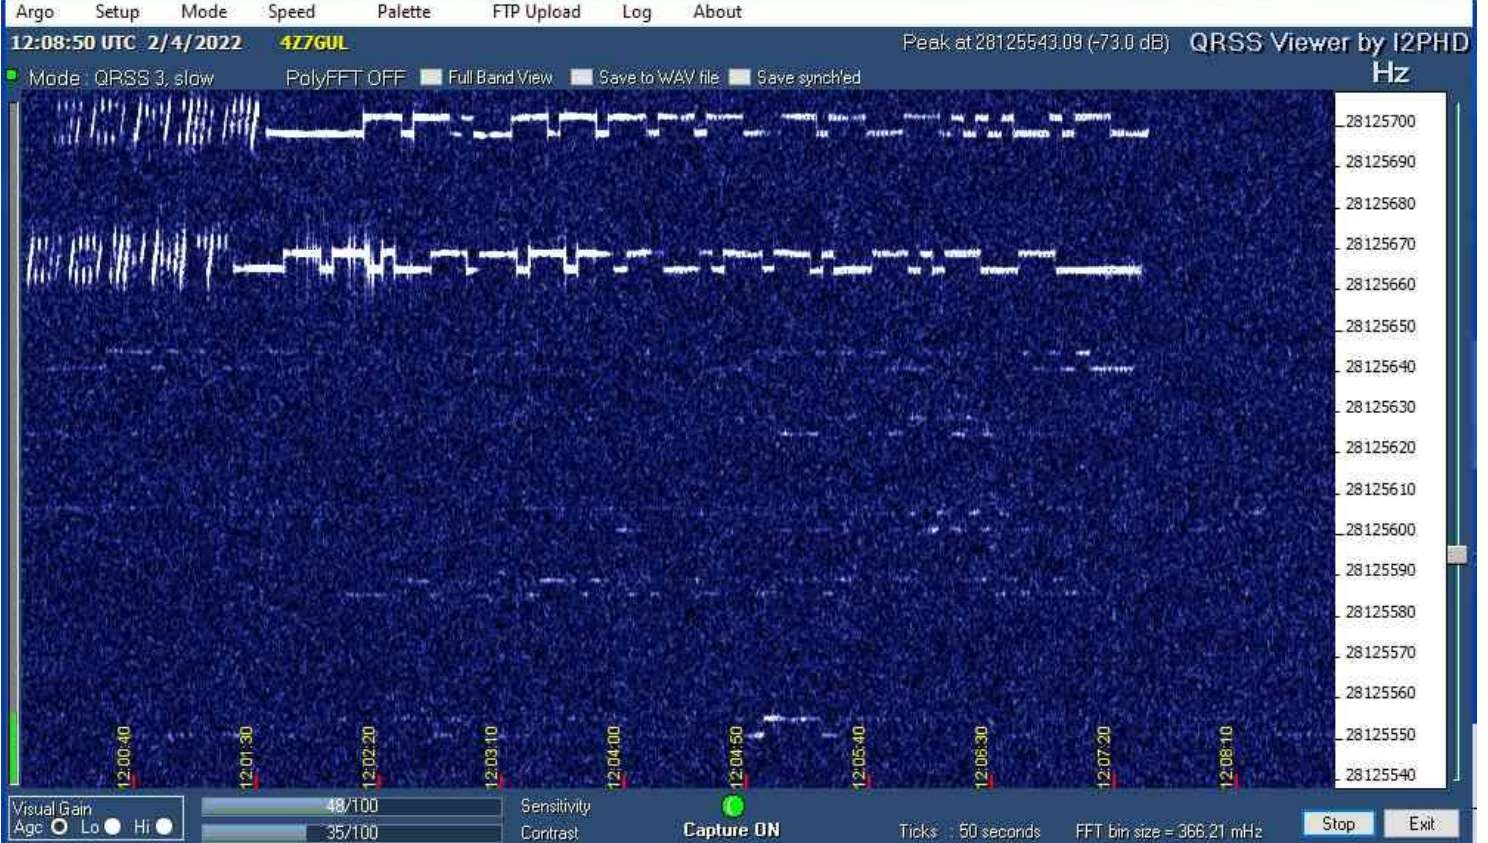 Argo Setup Mode Speed Palette FTP Upload Log About
12:08:50 UTC 2/4/2022 4Z7GUL Peak at 28125543.09 (-73.0 dB) QRSS Viewer by I2PHD
Mode : QRSS 3, slow PolyFFT OFF Full Band View Save to WAV file Save synch'ed Hz
28125700
28125690
28125680
28125670
28125660
28125650
28125640
28125630
28125620
28125610
28125600
28125590
28125580
28125570
28125560
28125550
28125540
12:00:40 12:01:30 12:02:20 12:03:10 12:04:00 12:04:50 12:05:40 12:06:30 12:07:20 12:08:10
Visual Gain
Agc Lo Hi
48/100 Sensitivity
35/100 Contrast
Capture ON
Ticks : 50 seconds FFT bin size = 366.21 mHz
Stop Exit